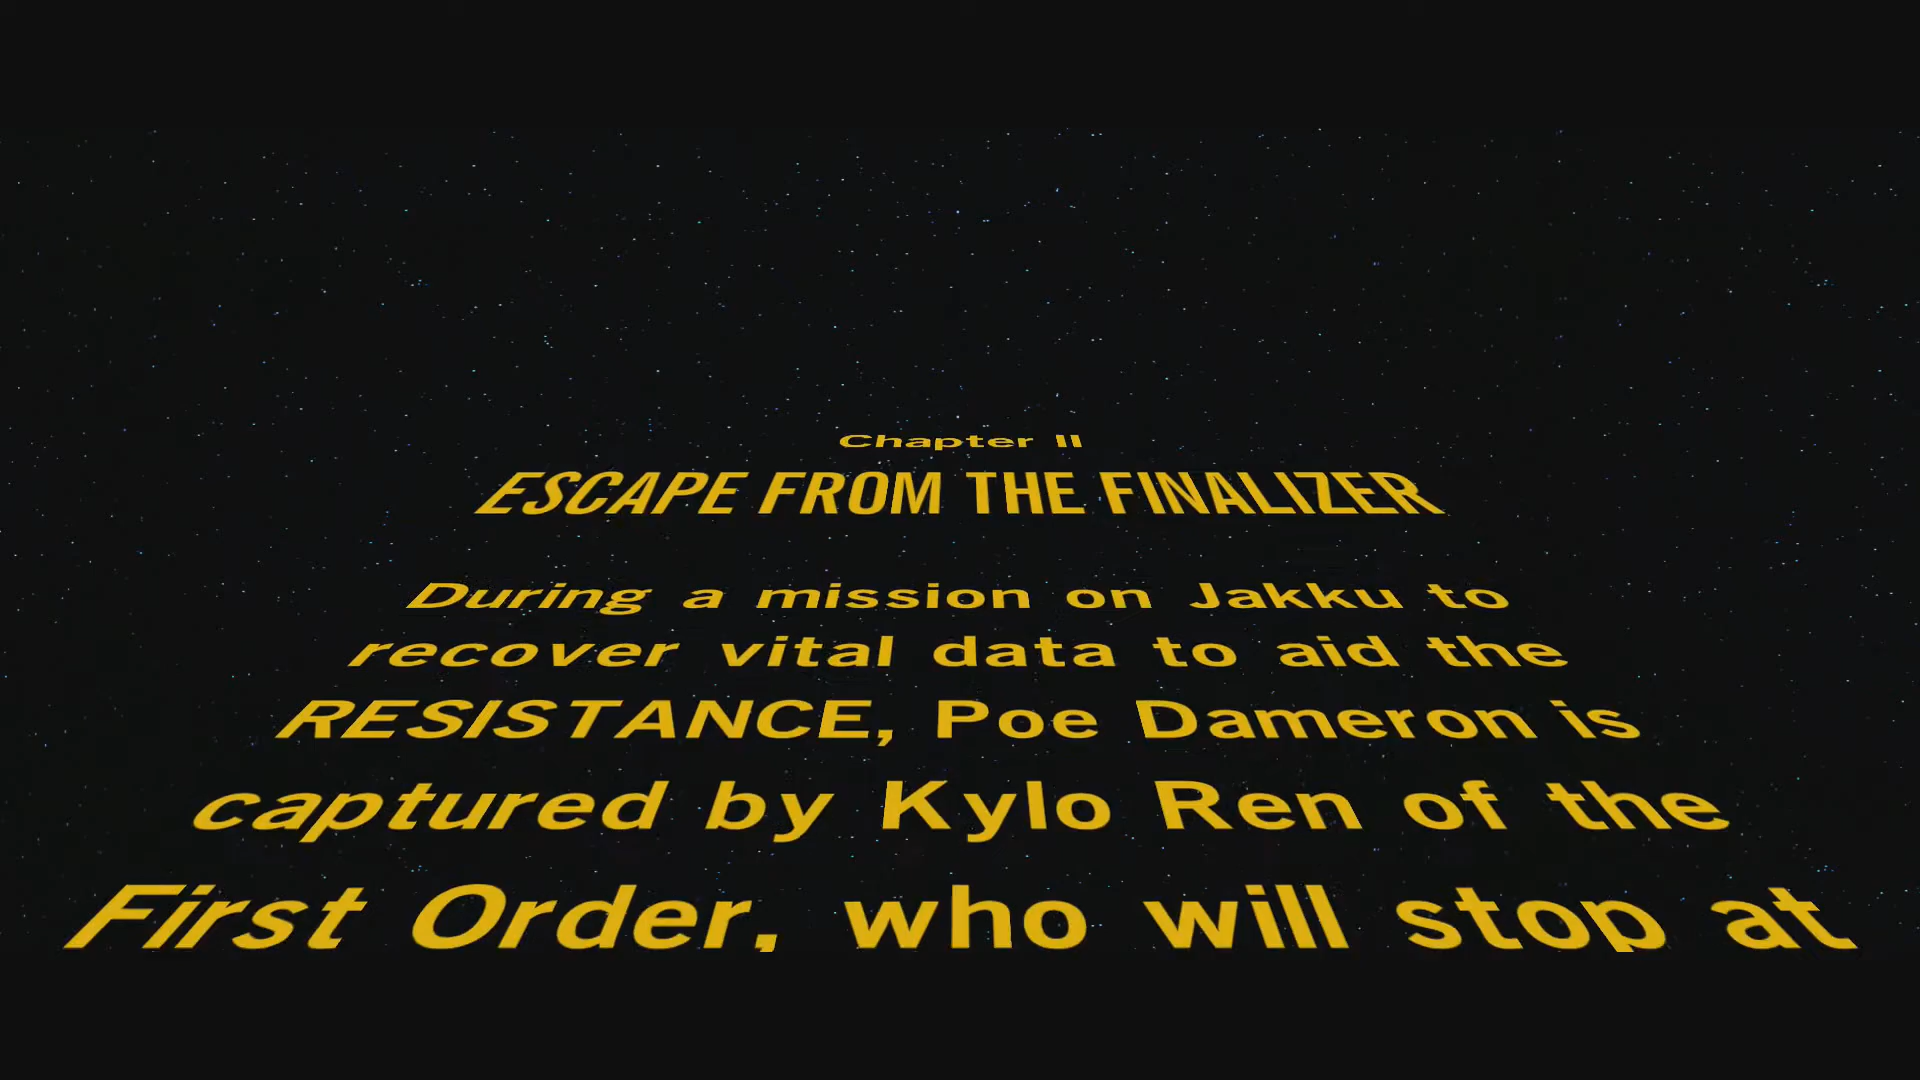 Chapter II
ESCAPE FROM THE FINALIZER
During a mission on Jakku to
recover vital data to aid the
RESISTANCE, Poe Dameron is
captured by Kylo Ren of the
First Order, who will stop at